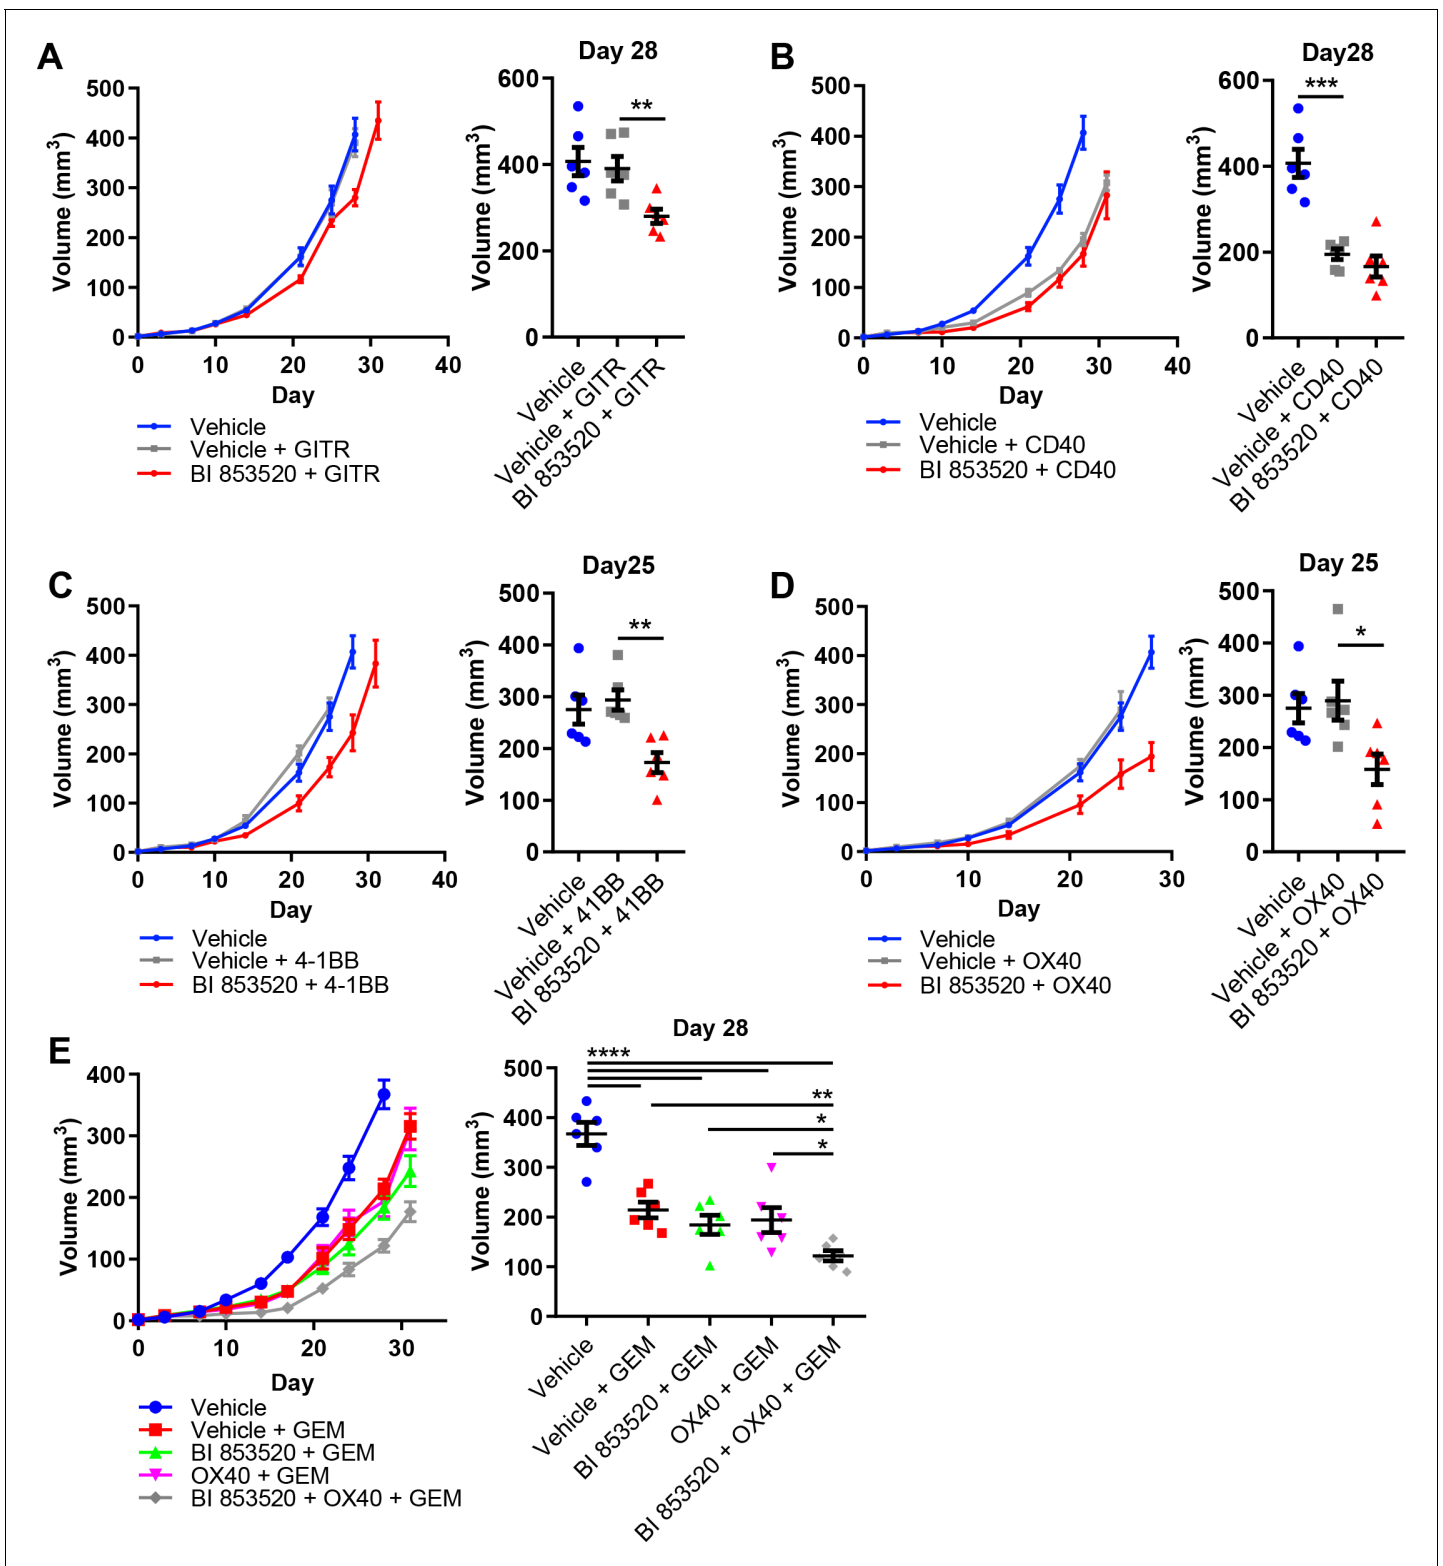 A
500
400
300
200
100
0
0 10 20 30 40
Volume (mm3)
Day
Vehicle
Vehicle + GITR
BI 853520 + GITR
Day 28
600
400
200
0
Volume (mm3)
**
Vehicle
Vehicle + GITR
BI 853520 + GITR
B
500
400
300
200
100
0
0 10 20 30 40
Volume (mm3)
Day
Vehicle
Vehicle + CD40
BI 853520 + CD40
Day28
600
400
200
0
Volume (mm3)
***
Vehicle
Vehicle + CD40
BI 853520 + CD40
C
500
400
300
200
100
0
0 10 20 30 40
Volume (mm3)
Day
Vehicle
Vehicle + 4-1BB
BI 853520 + 4-1BB
Day25
500
400
300
200
100
0
Volume (mm3)
**
Vehicle
Vehicle + 41BB
BI 853520 + 41BB
D
500
400
300
200
100
0
0 10 20 30
Volume (mm3)
Day
Vehicle
Vehicle + OX40
BI 853520 + OX40
Day 25
500
400
300
200
100
0
Volume (mm3)
*
Vehicle
Vehicle + OX40
BI 853520 + OX40
E
400
300
200
100
0
0 10 20 30
Volume (mm3)
Day
Vehicle
Vehicle + GEM
BI 853520 + GEM
OX40 + GEM
BI 853520 + OX40 + GEM
Day 28
500
400
300
200
100
0
Volume (mm3)
****
**
*
*
Vehicle
Vehicle + GEM
BI 853520 + GEM
OX40 + GEM
BI 853520 + OX40 + GEM